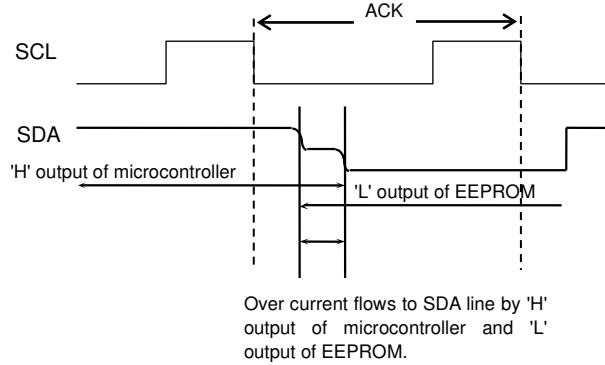 ACK
SCL
SDA
'H' output of microcontroller
'L' output of EEPROM
Over current flows to SDA line by 'H'
output of microcontroller and 'L'
output of EEPROM.